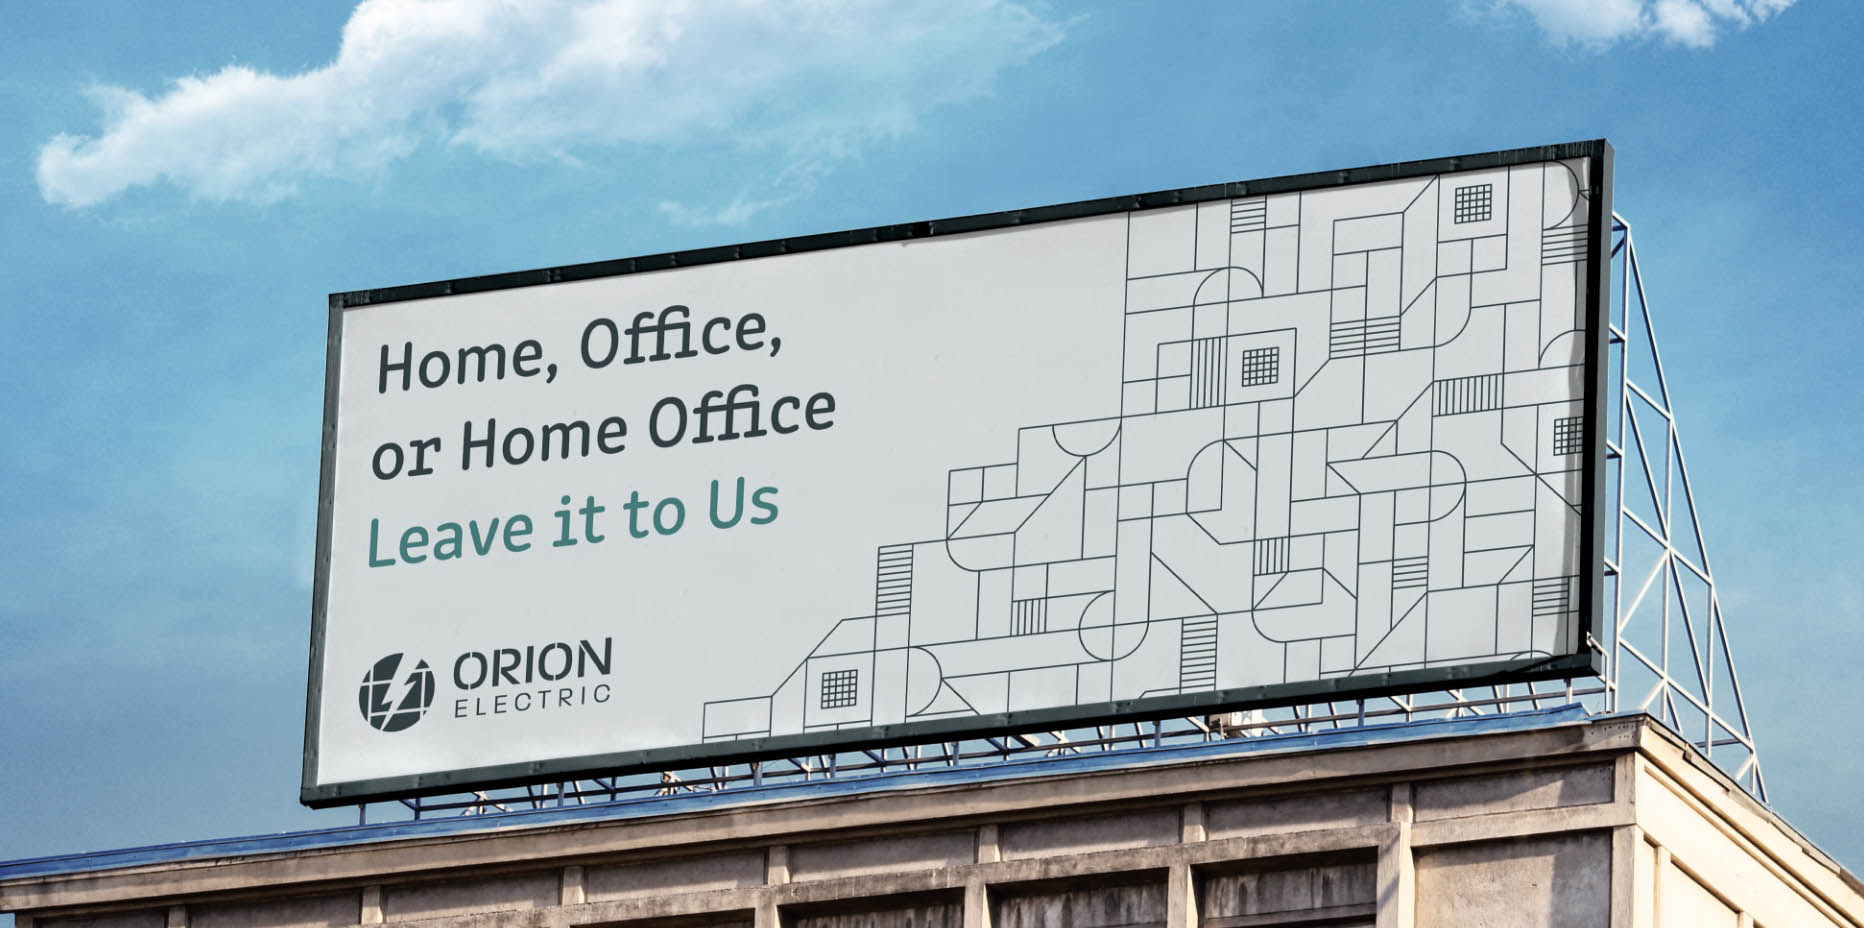 Home, Office,
or Home Office
Leave it to Us
ORION
ELECTRIC